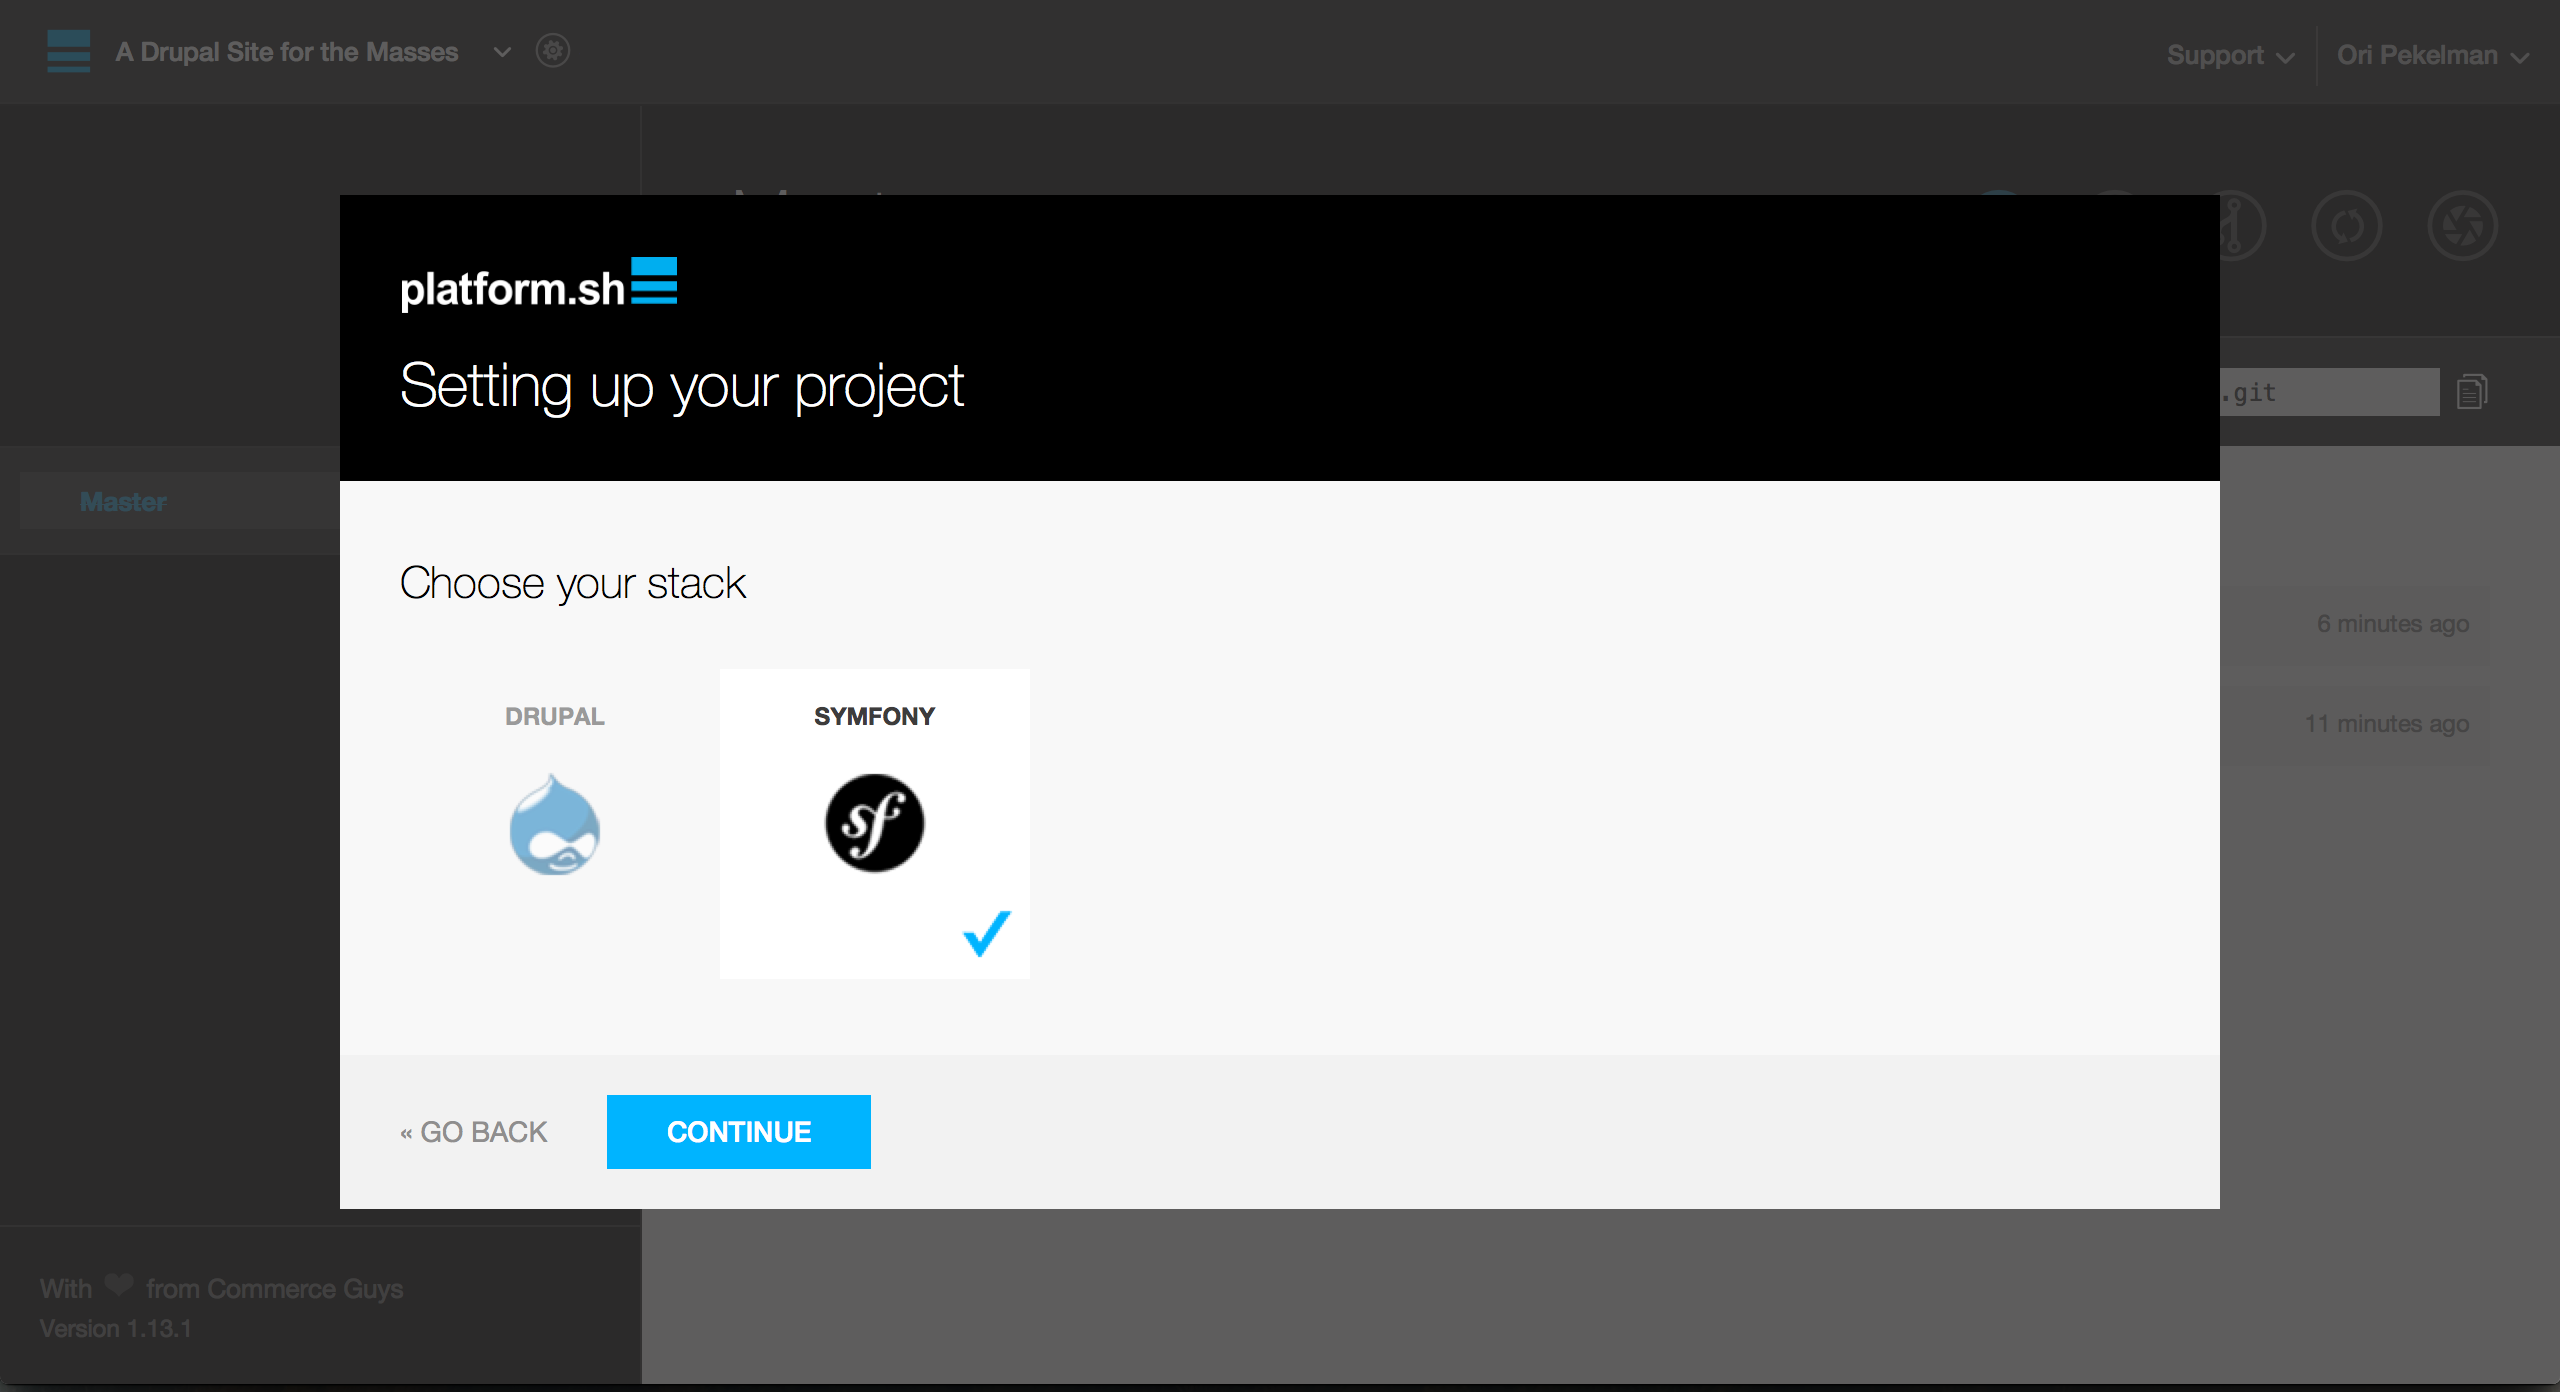 A Drupal Site for the Masses
Support
Ori Pekelman
platform.sh
Setting up your project
.git
Master
Choose your stack
6 minutes ago
DRUPAL
SYMFONY
11 minutes ago
sf
« GO BACK
CONTINUE
With ❤ from Commerce Guys
Version 1.13.1